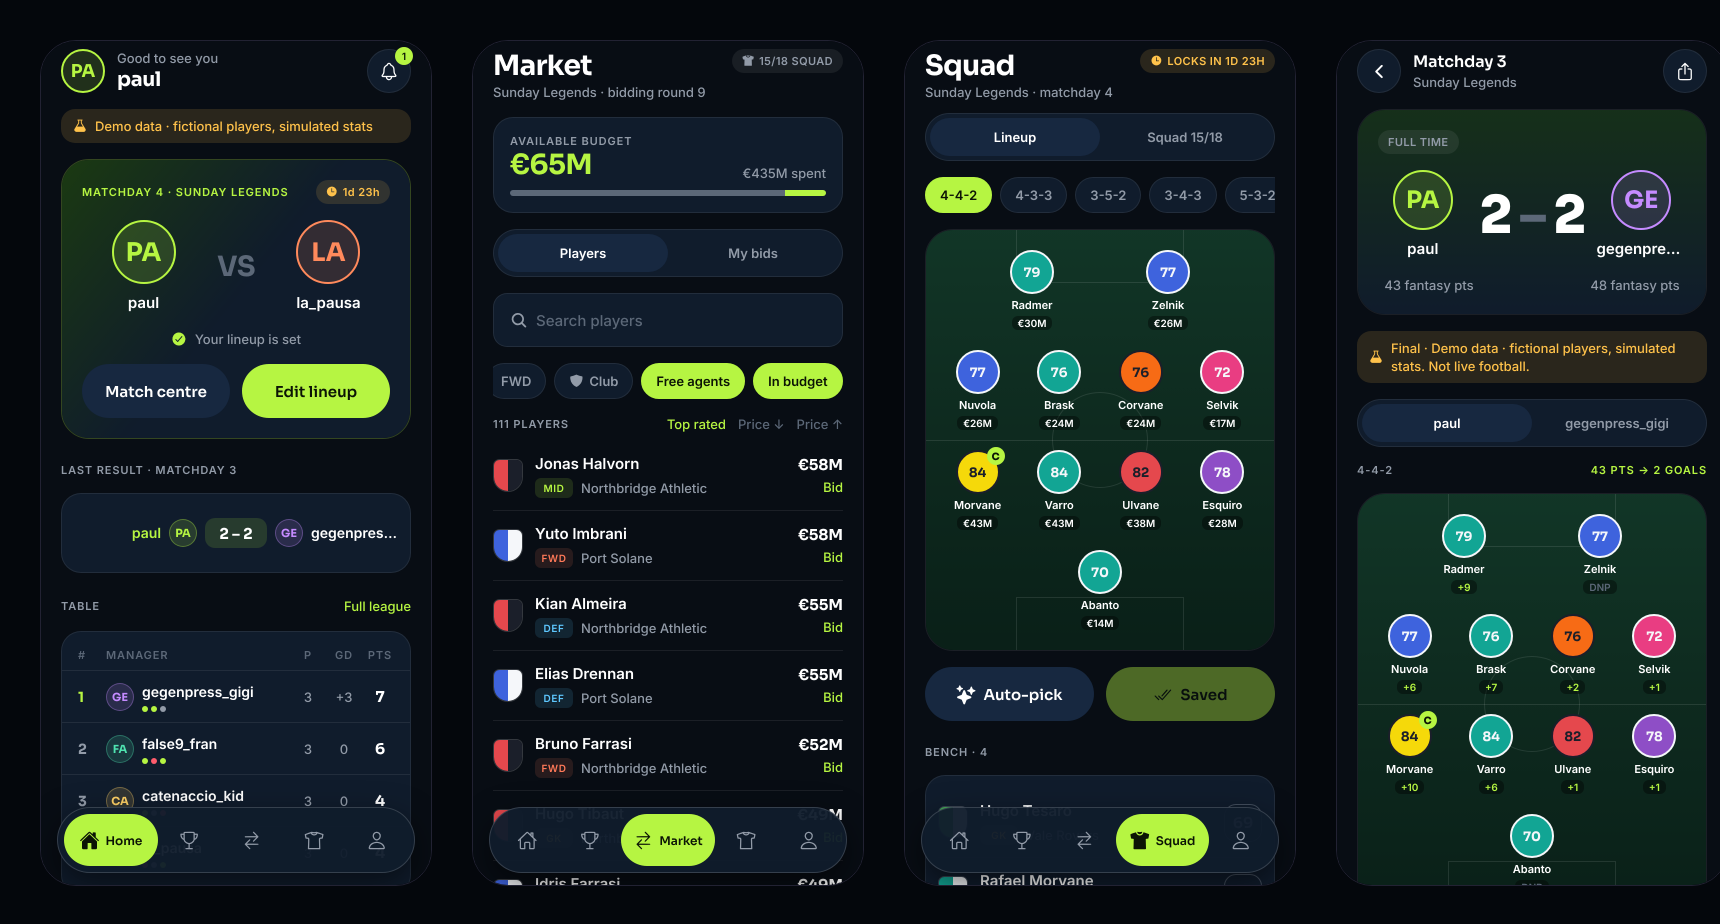 PA
Good to see you
paul
1
Demo data · fictional players, simulated stats
MATCHDAY 4 · SUNDAY LEGENDS
1d 23h
PA
VS
LA
paul
la_pausa
Your lineup is set
Match centre
Edit lineup
LAST RESULT · MATCHDAY 3
paul PA 2 – 2 GE gegenpres...
TABLE
Full league
# MANAGER P GD PTS
1 GE gegenpress_gigi 3 +3 7
2 FA false9_fran 3 0 6
3 CA catenaccio_kid 3 0 4
Home
Market
15/18 SQUAD
Sunday Legends · bidding round 9
AVAILABLE BUDGET
€65M
€435M spent
Players
My bids
Search players
FWD
Club
Free agents
In budget
111 PLAYERS
Top rated
Price ↓
Price ↑
Jonas Halvorn €58M
MID Northbridge Athletic Bid
Yuto Imbrani €58M
FWD Port Solane Bid
Kian Almeira €55M
DEF Northbridge Athletic Bid
Elias Drennan €55M
DEF Port Solane Bid
Bruno Farrasi €52M
FWD Northbridge Athletic Bid
Hugo Tibaut €49M
Bid
Market
Idris Farrasi €49M
Squad
LOCKS IN 1D 23H
Sunday Legends · matchday 4
Lineup
Squad 15/18
4-4-2
4-3-3
3-5-2
3-4-3
5-3-2
79
77
Radmer
Zelnik
€30M
€26M
77
76
76
72
Nuvola
Brask
Corvane
Selvik
€26M
€24M
€24M
€17M
C
84
84
82
78
Morvane
Varro
Ulvane
Esquiro
€43M
€43M
€38M
€28M
70
Abanto
€14M
Auto-pick
Saved
BENCH · 4
Hugo Tesaro
Squad
Rafael Morvane
Matchday 3
Sunday Legends
FULL TIME
PA
2 – 2
GE
paul
gegenpre...
43 fantasy pts
48 fantasy pts
Final · Demo data · fictional players, simulated
stats. Not live football.
paul
gegenpress_gigi
4-4-2
43 PTS → 2 GOALS
79
77
Radmer
Zelnik
+9
DNP
77
76
76
72
Nuvola
Brask
Corvane
Selvik
+6
+7
+2
+1
C
84
84
82
78
Morvane
Varro
Ulvane
Esquiro
+10
+6
+1
+1
70
Abanto